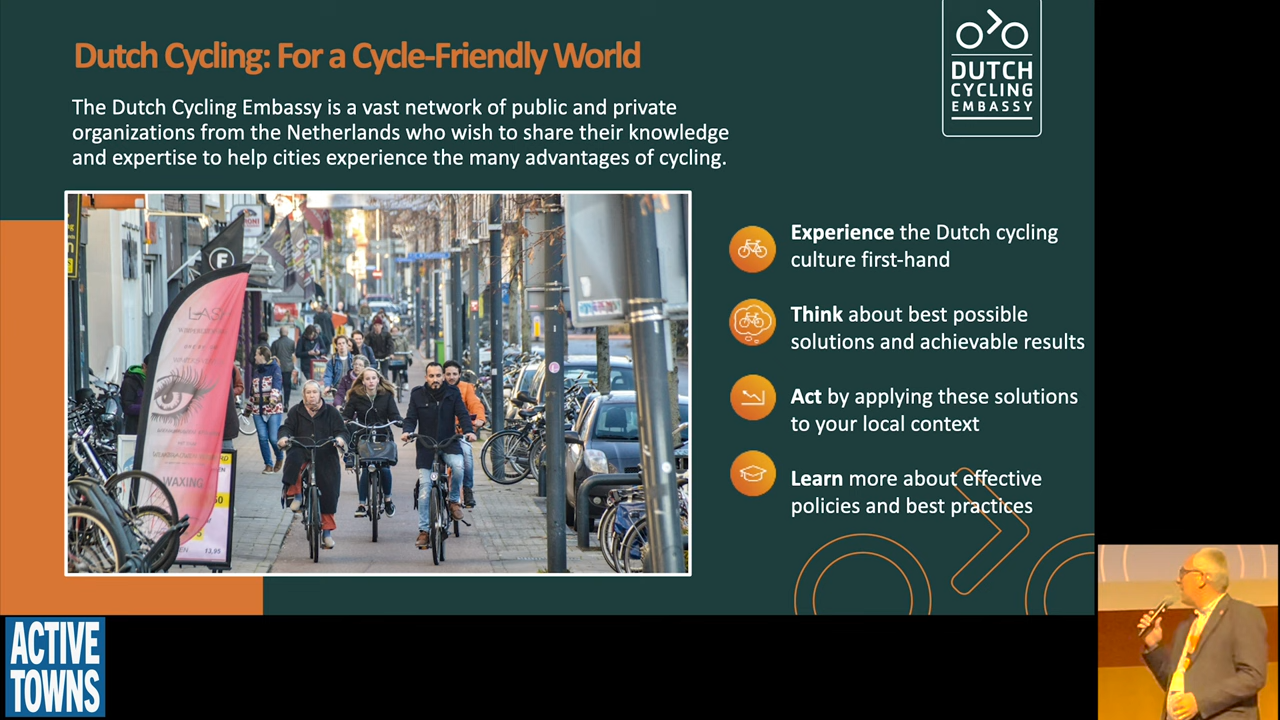 Dutch Cycling: For a Cycle-Friendly World
The Dutch Cycling Embassy is a vast network of public and private
organizations from the Netherlands who wish to share their knowledge
and expertise to help cities experience the many advantages of cycling.
DUTCH
CYCLING
EMBASSY
F
LAS
WAXING
Experience the Dutch cycling
culture first-hand
Think about best possible
solutions and achievable results
Act by applying these solutions
to your local context
Learn more about effective
policies and best practices
ACTIVE
TOWNS